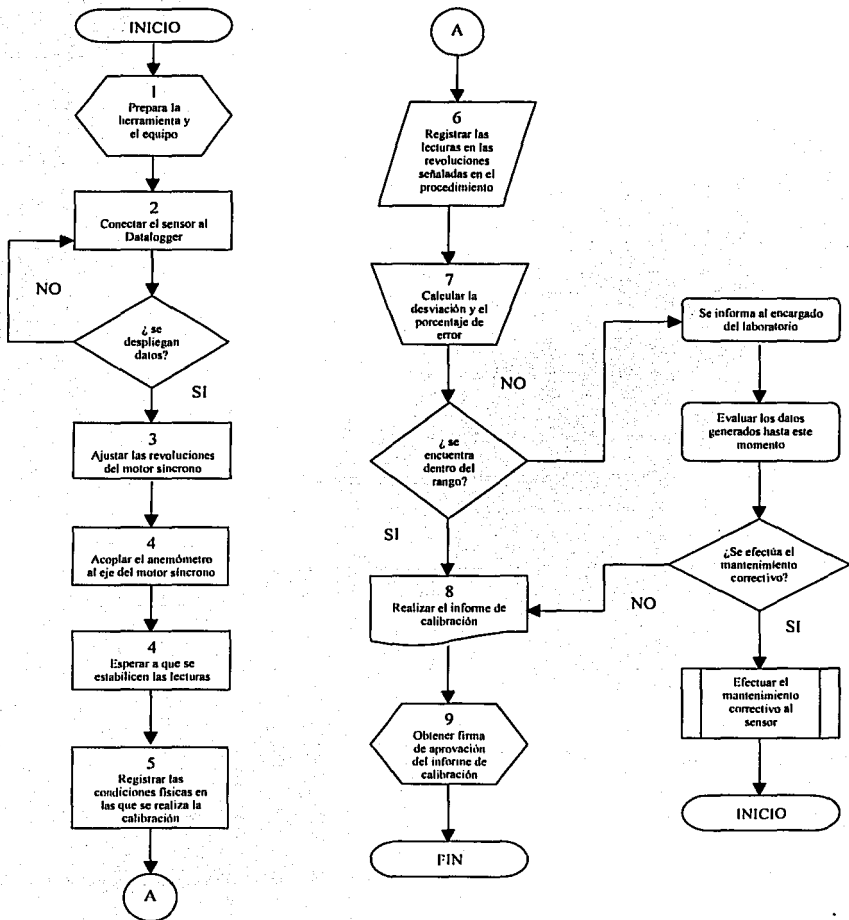 INICIO
1
Prepara la
herramienta y
el equipo
2
Conectar el sensor al
Datalogger
NO
¿ se
despliegan
datos?
SI
3
Ajustar las revoluciones
del motor síncrono
4
Acoplar el anemómetro
al eje del motor síncrono
4
Esperar a que se
estabilicen las lecturas
5
Registrar las
condiciones físicas en
las que se realiza la
calibración
A
A
6
Registrar las
lecturas en las
revoluciones
señaladas en el
procedimiento
7
Calcular la
desviación y el
porcentaje de
error
NO
¿ se
encuentra
dentro del
rango?
SI
8
Realizar el informe de
calibración
9
Obtener firma
de aprovación
del informe de
calibración
FIN
Se informa al encargado
del laboratorio
Evaluar los datos
generados hasta este
momento
¿Se efectúa el
mantenimiento
correctivo?
NO
SI
Efectuar el
mantenimiento
correctivo al
sensor
INICIO